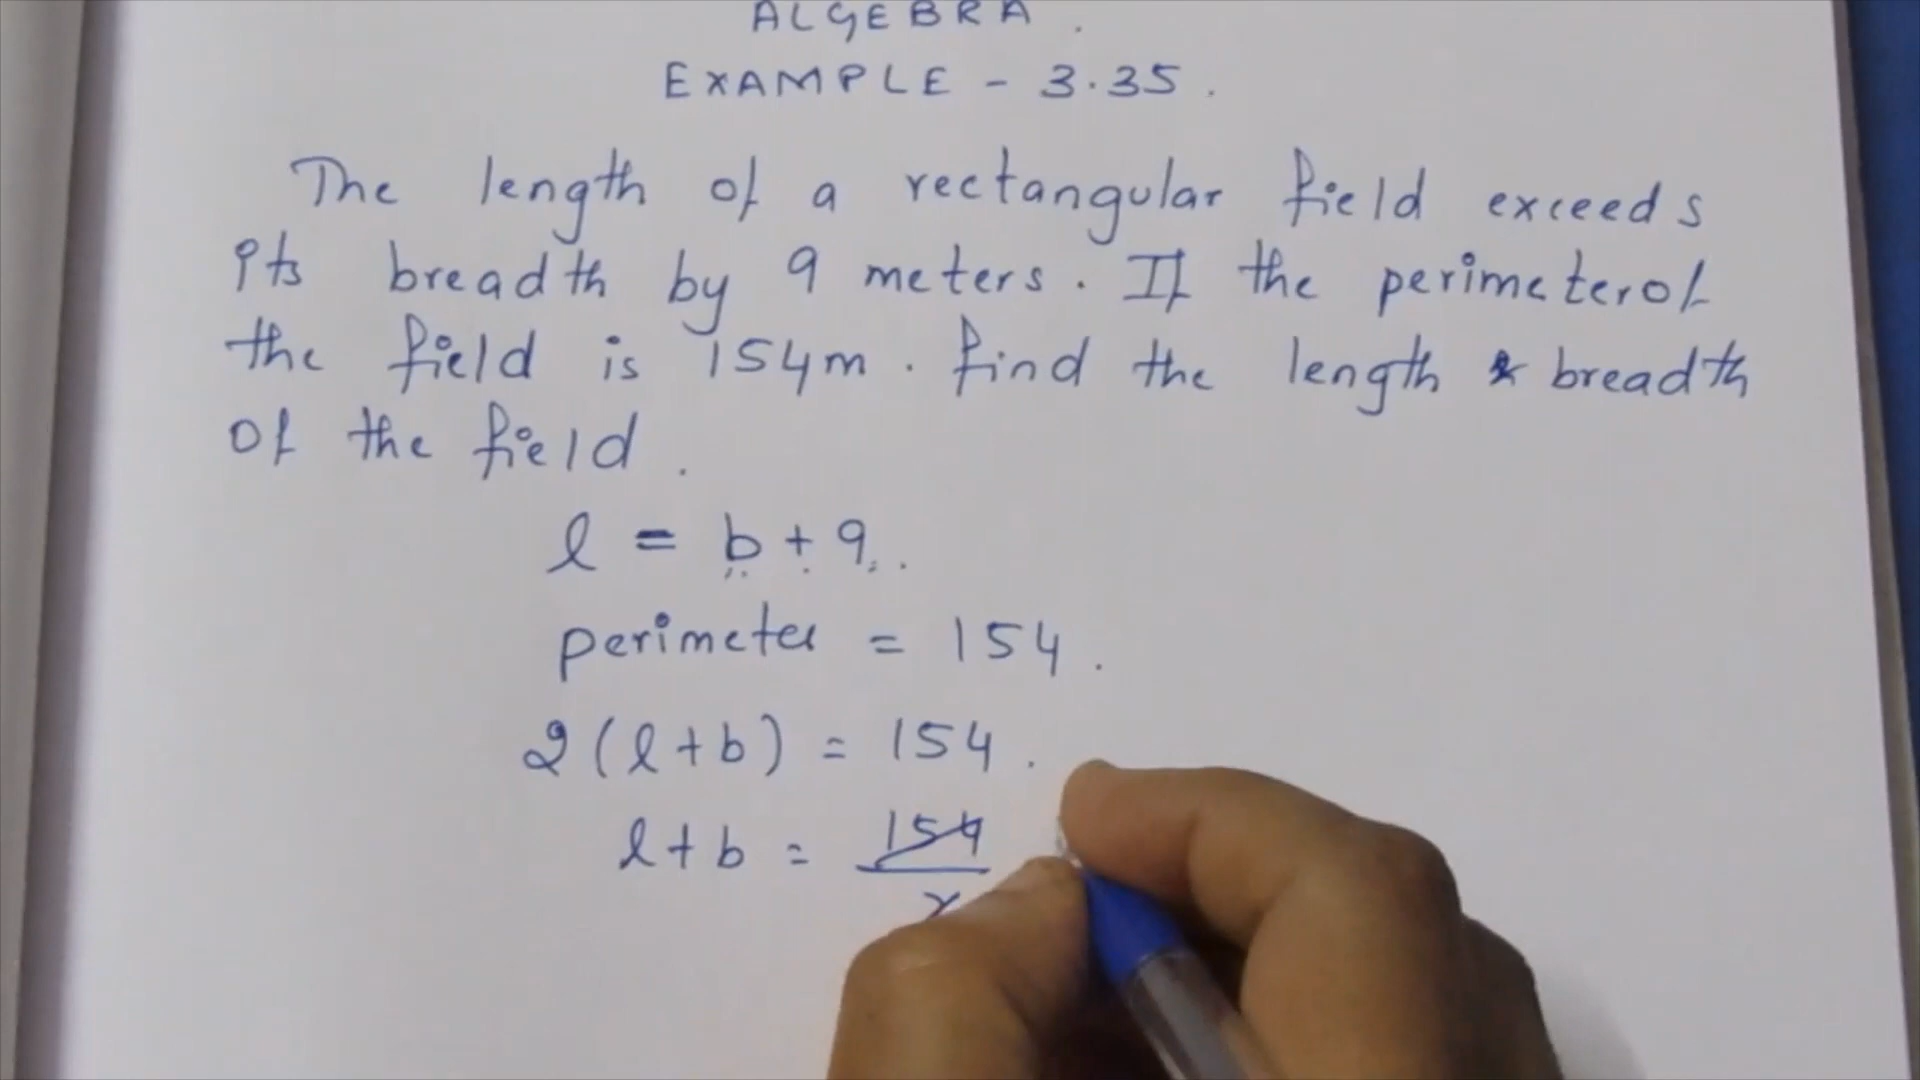 ALGEBRA.
EXAMPLE - 3.35.
The length of a rectangular field exceeds
its breadth by 9 meters. If the perimeter of
the field is 154m. find the length & breadth
of the field.
l = b + 9.
perimeter = 154.
2 (l + b) = 154.
l + b = 154
2